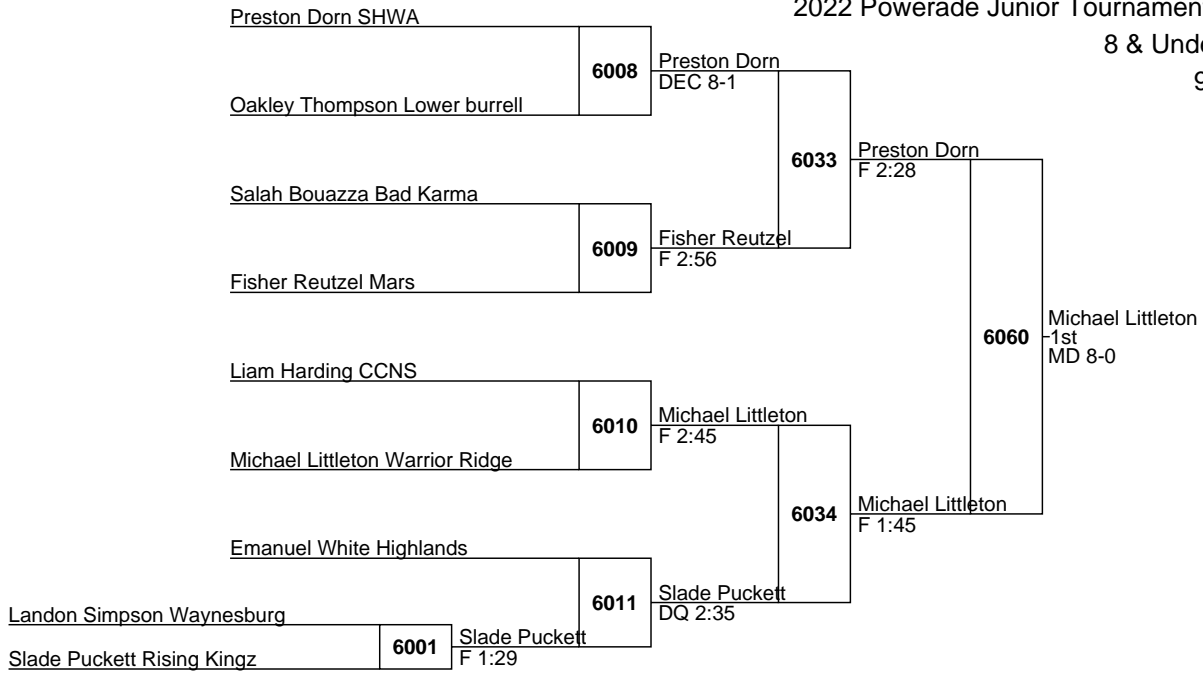 2022 Powerade Junior Tournamen
8 & Unde
9
Preston Dorn SHWA
6008
Preston Dorn
DEC 8-1
Oakley Thompson Lower burrell
6033
Preston Dorn
F 2:28
Salah Bouazza Bad Karma
6009
Fisher Reutzel
F 2:56
Fisher Reutzel Mars
6060
Michael Littleton
1st
MD 8-0
Liam Harding CCNS
6010
Michael Littleton
F 2:45
Michael Littleton Warrior Ridge
6034
Michael Littleton
F 1:45
Emanuel White Highlands
6011
Slade Puckett
DQ 2:35
Landon Simpson Waynesburg
6001
Slade Puckett
F 1:29
Slade Puckett Rising Kingz